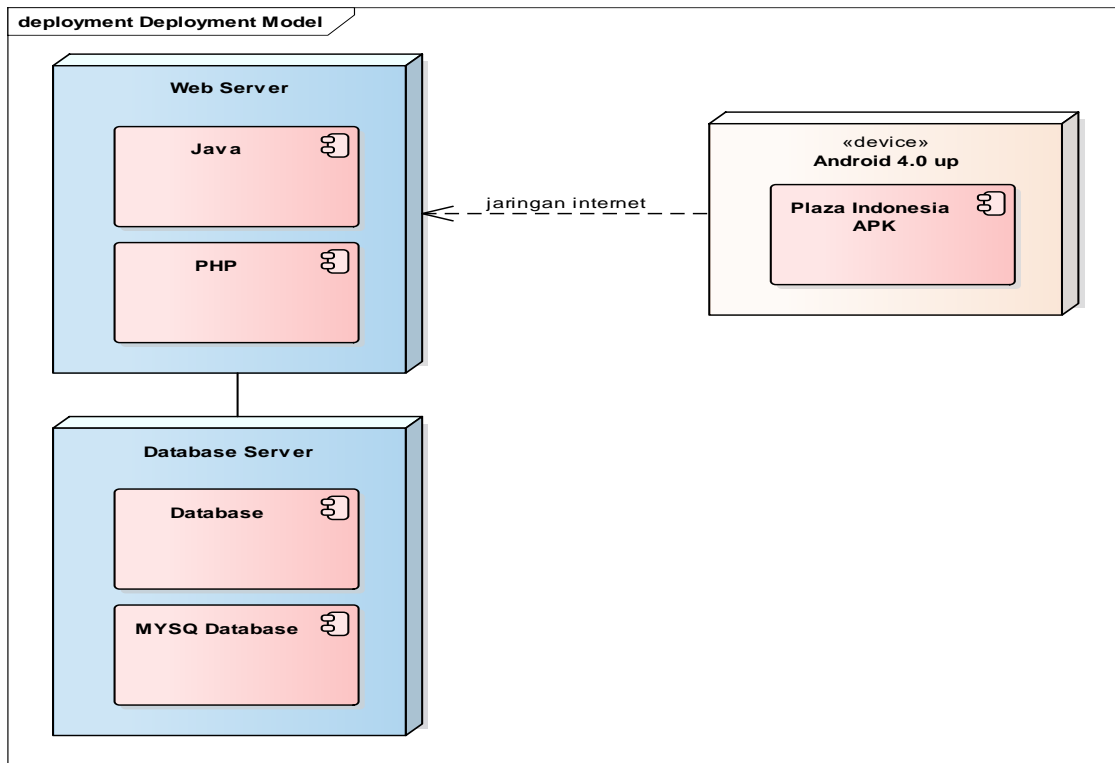 deployment Deployment Model
Web Server
Java
PHP
«device»
Android 4.0 up
Plaza Indonesia
APK
jaringan internet
Database Server
Database
MYSQ Database